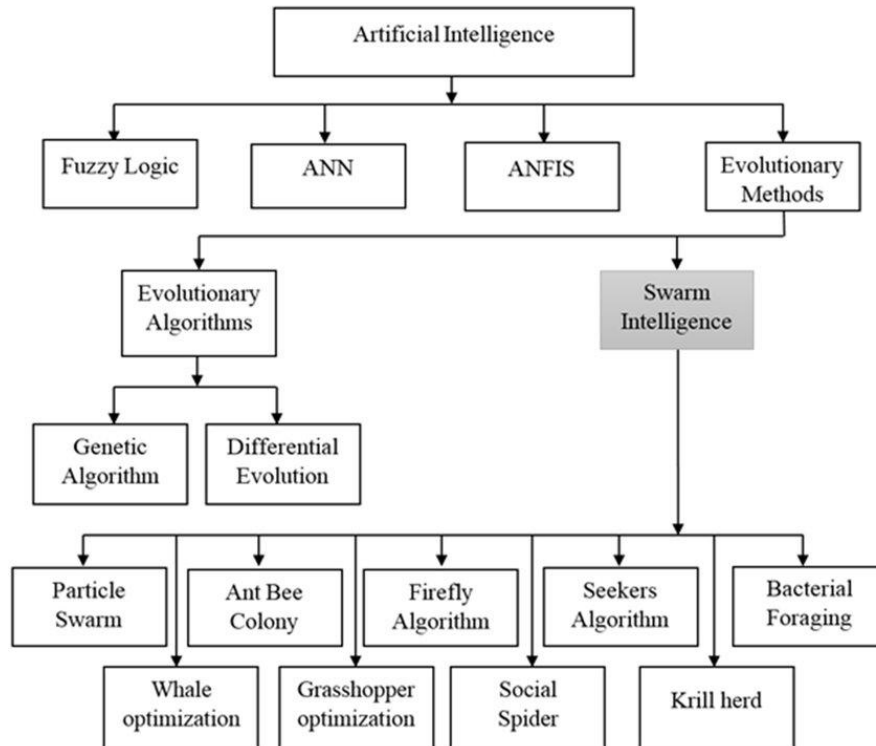 Artificial Intelligence
Fuzzy Logic
ANN
ANFIS
Evolutionary
Methods
Evolutionary
Algorithms
Swarm
Intelligence
Genetic
Algorithm
Differential
Evolution
Particle
Swarm
Ant Bee
Colony
Firefly
Algorithm
Seekers
Algorithm
Bacterial
Foraging
Whale
optimization
Grasshopper
optimization
Social
Spider
Krill herd